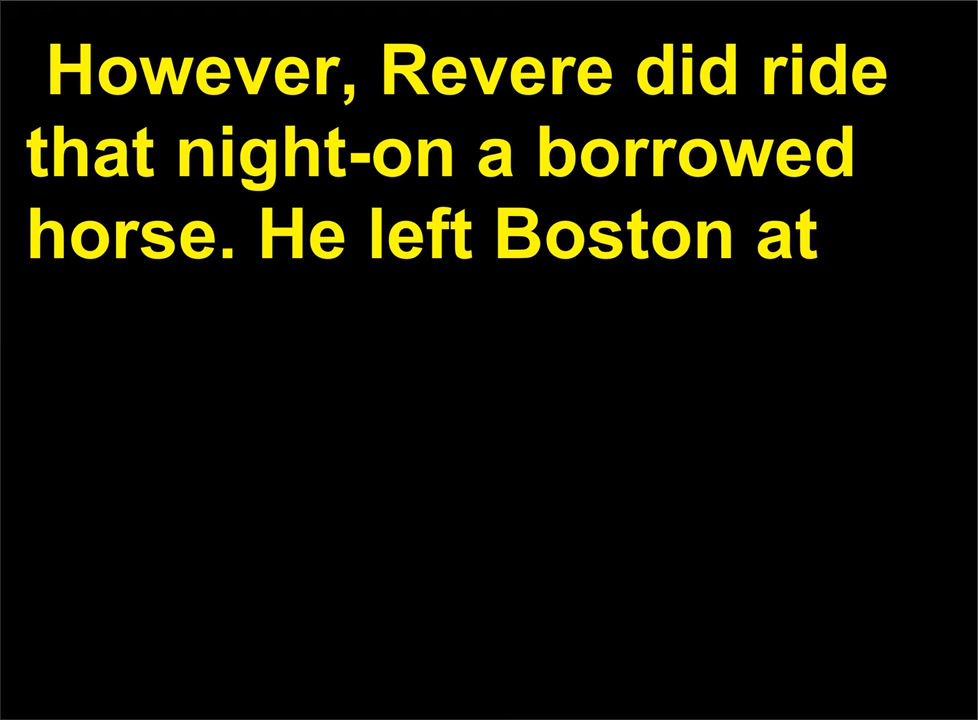 However, Revere did ride
that night-on a borrowed
horse. He left Boston at